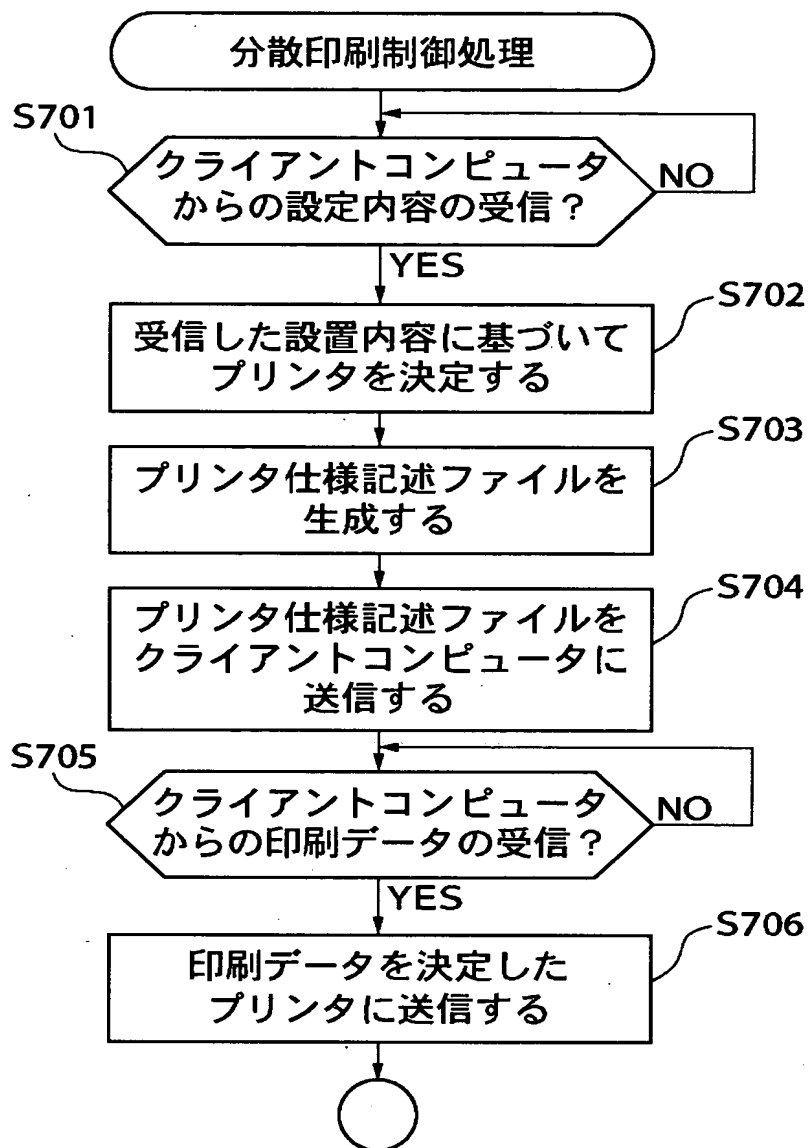 分散印刷制御処理
S701
クライアントコンピュータ
からの設定内容の受信？
NO
YES
S702
受信した設置内容に基づいて
プリンタを決定する
S703
プリンタ仕様記述ファイルを
生成する
S704
プリンタ仕様記述ファイルを
クライアントコンピュータに
送信する
S705
クライアントコンピュータ
からの印刷データの受信？
NO
YES
S706
印刷データを決定した
プリンタに送信する